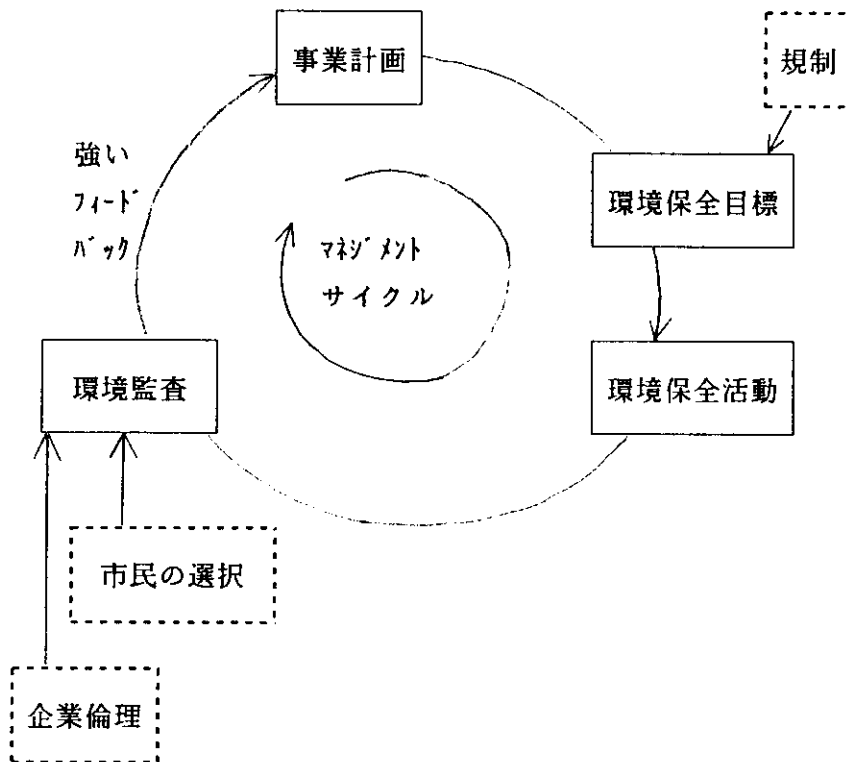 事業計画
規制
強い
フィード
バック
環境保全目標
マネジメント
サイクル
環境監査
環境保全活動
市民の選択
企業倫理